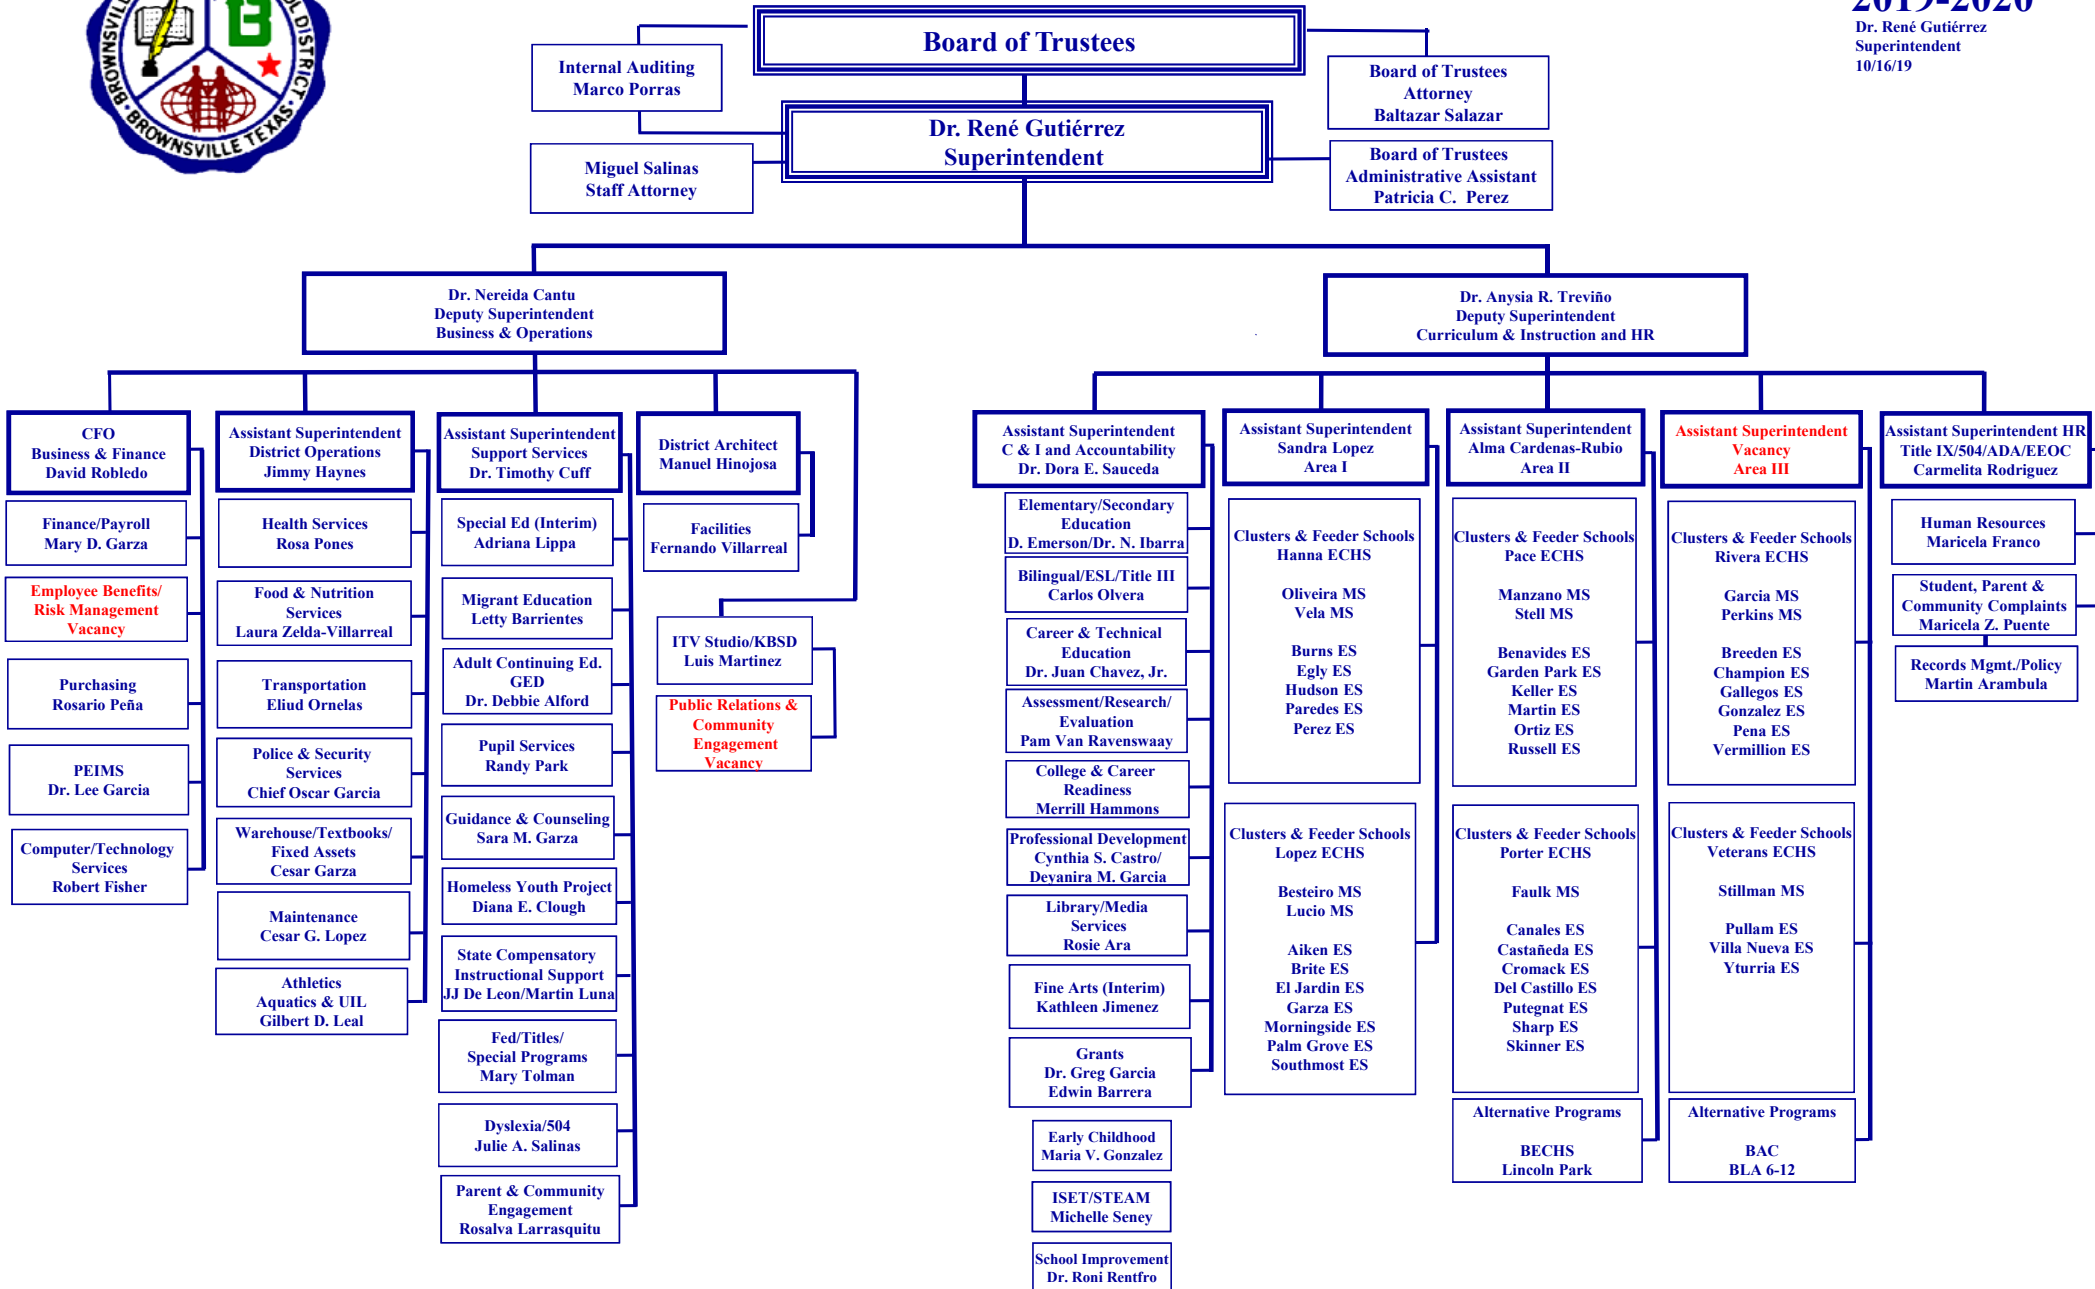 BROWNSVILLE
OL DISTRICT
BROWNSVILLE TEXAS
B
2019-2020
Dr. René Gutiérrez
Superintendent
10/16/19
Board of Trustees
Internal Auditing
Marco Porras
Board of Trustees
Attorney
Baltazar Salazar
Dr. René Gutiérrez
Superintendent
Miguel Salinas
Staff Attorney
Board of Trustees
Administrative Assistant
Patricia C. Perez
Dr. Nereida Cantu
Deputy Superintendent
Business & Operations
Dr. Anysia R. Treviño
Deputy Superintendent
Curriculum & Instruction and HR
CFO
Business & Finance
David Robledo
Finance/Payroll
Mary D. Garza
Employee Benefits/
Risk Management
Vacancy
Purchasing
Rosario Peña
PEIMS
Dr. Lee Garcia
Computer/Technology
Services
Robert Fisher
Assistant Superintendent
District Operations
Jimmy Haynes
Health Services
Rosa Pones
Food & Nutrition
Services
Laura Zelda-Villarreal
Transportation
Eliud Ornelas
Police & Security
Services
Chief Oscar Garcia
Warehouse/Textbooks/
Fixed Assets
Cesar Garza
Maintenance
Cesar G. Lopez
Athletics
Aquatics & UIL
Gilbert D. Leal
Assistant Superintendent
Support Services
Dr. Timothy Cuff
Special Ed (Interim)
Adriana Lippa
Migrant Education
Letty Barrientes
Adult Continuing Ed.
GED
Dr. Debbie Alford
Pupil Services
Randy Park
Guidance & Counseling
Sara M. Garza
Homeless Youth Project
Diana E. Clough
State Compensatory
Instructional Support
JJ De Leon/Martin Luna
Fed/Titles/
Special Programs
Mary Tolman
Dyslexia/504
Julie A. Salinas
Parent & Community
Engagement
Rosalva Larrasquitu
District Architect
Manuel Hinojosa
Facilities
Fernando Villarreal
ITV Studio/KBSD
Luis Martinez
Public Relations &
Community
Engagement
Vacancy
Assistant Superintendent
C & I and Accountability
Dr. Dora E. Sauceda
Elementary/Secondary
Education
D. Emerson/Dr. N. Ibarra
Bilingual/ESL/Title III
Carlos Olvera
Career & Technical
Education
Dr. Juan Chavez, Jr.
Assessment/Research/
Evaluation
Pam Van Ravenswaay
College & Career
Readiness
Merrill Hammons
Professional Development
Cynthia S. Castro/
Deyanira M. Garcia
Library/Media
Services
Rosie Ara
Fine Arts (Interim)
Kathleen Jimenez
Grants
Dr. Greg Garcia
Edwin Barrera
Early Childhood
Maria V. Gonzalez
ISET/STEAM
Michelle Seney
School Improvement
Dr. Roni Rentfro
Assistant Superintendent
Sandra Lopez
Area I
Clusters & Feeder Schools
Hanna ECHS
Oliveira MS
Vela MS
Burns ES
Egly ES
Hudson ES
Paredes ES
Perez ES
Clusters & Feeder Schools
Lopez ECHS
Besteiro MS
Lucio MS
Aiken ES
Brite ES
El Jardin ES
Garza ES
Morningside ES
Palm Grove ES
Southmost ES
Assistant Superintendent
Alma Cardenas-Rubio
Area II
Clusters & Feeder Schools
Pace ECHS
Manzano MS
Stell MS
Benavides ES
Garden Park ES
Keller ES
Martin ES
Ortiz ES
Russell ES
Clusters & Feeder Schools
Porter ECHS
Faulk MS
Canales ES
Castañeda ES
Cromack ES
Del Castillo ES
Putegnat ES
Sharp ES
Skinner ES
Alternative Programs
BECHS
Lincoln Park
Assistant Superintendent
Vacancy
Area III
Clusters & Feeder Schools
Rivera ECHS
Garcia MS
Perkins MS
Breeden ES
Champion ES
Gallegos ES
Gonzalez ES
Pena ES
Vermillion ES
Clusters & Feeder Schools
Veterans ECHS
Stillman MS
Pullam ES
Villa Nueva ES
Yturria ES
Alternative Programs
BAC
BLA 6-12
Assistant Superintendent HR
Title IX/504/ADA/EEOC
Carmelita Rodriguez
Human Resources
Maricela Franco
Student, Parent &
Community Complaints
Maricela Z. Puente
Records Mgmt./Policy
Martin Arambula